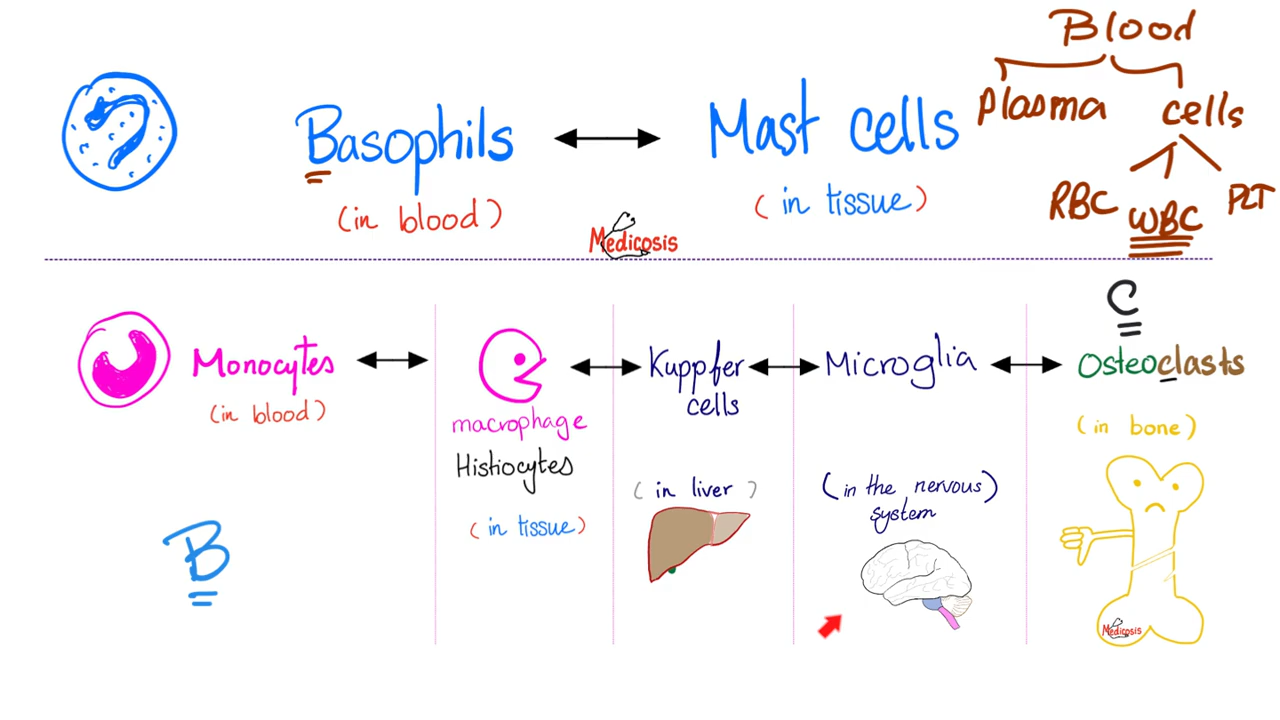 Blood
Plasma cells
RBC WBC PLT
Basophils Mast cells
(in blood) (in tissue)
Medicosis
C
Monocytes
(in blood)
macrophage
Histiocytes
(in tissue)
Kuppfer
cells
(in liver)
Microglia
(in the nervous)
system
Osteoclasts
(in bone)
B
Medicosis